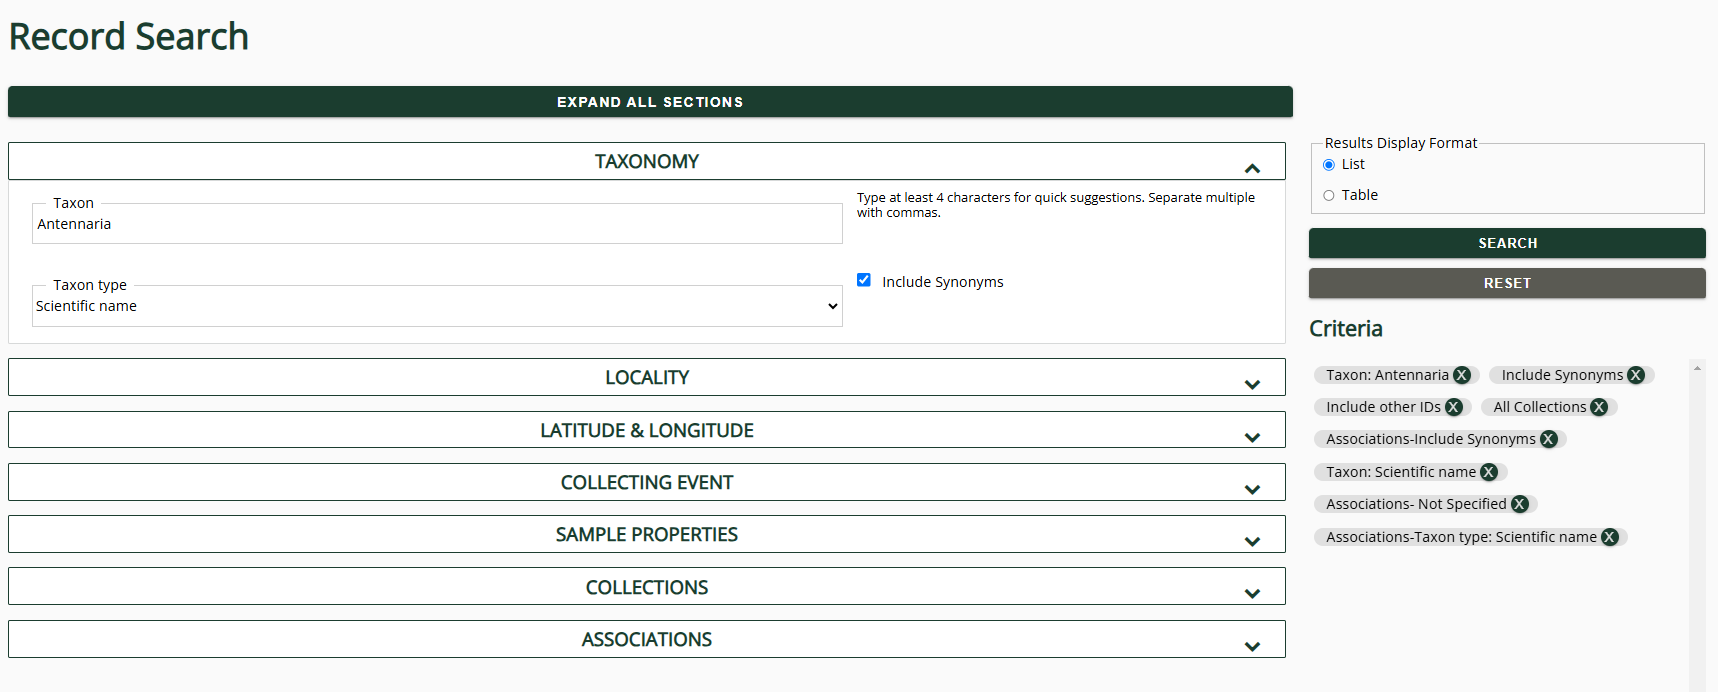 Record Search
EXPAND ALL SECTIONS
TAXONOMY
Taxon
Antennaria
Type at least 4 characters for quick suggestions. Separate multiple
with commas.
Taxon type
Scientific name
Include Synonyms
LOCALITY
LATITUDE & LONGITUDE
COLLECTING EVENT
SAMPLE PROPERTIES
COLLECTIONS
ASSOCIATIONS
Results Display Format
List
Table
SEARCH
RESET
Criteria
Taxon: Antennaria X Include Synonyms X
Include other IDs X All Collections X
Associations-Include Synonyms X
Taxon: Scientific name X
Associations- Not Specified X
Associations-Taxon type: Scientific name X